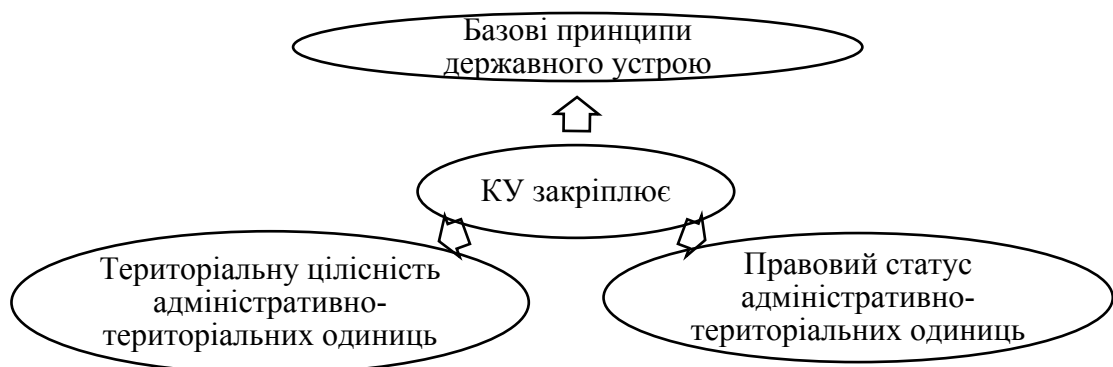 Базові принципи
державного устрою
КУ закріплює
Територіальну цілісність
адміністративно-
територіальних одиниць
Правовий статус
адміністративно-
територіальних одиниць